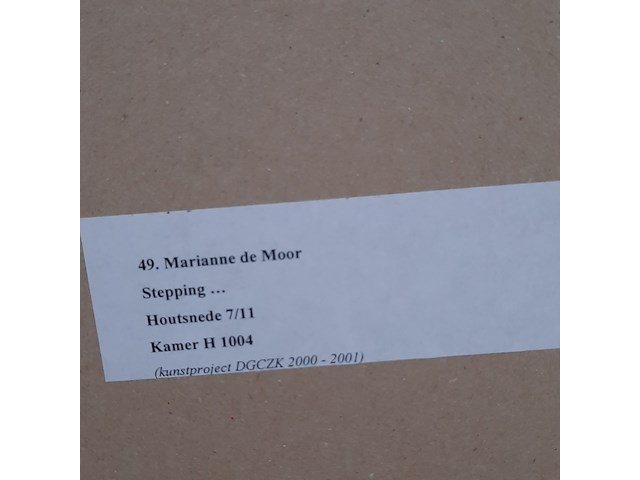 49. Marianne de Moor
Stepping ...
Houtsnede 7/11
Kamer H 1004
(kunstproject DGCZK 2000 - 2001)